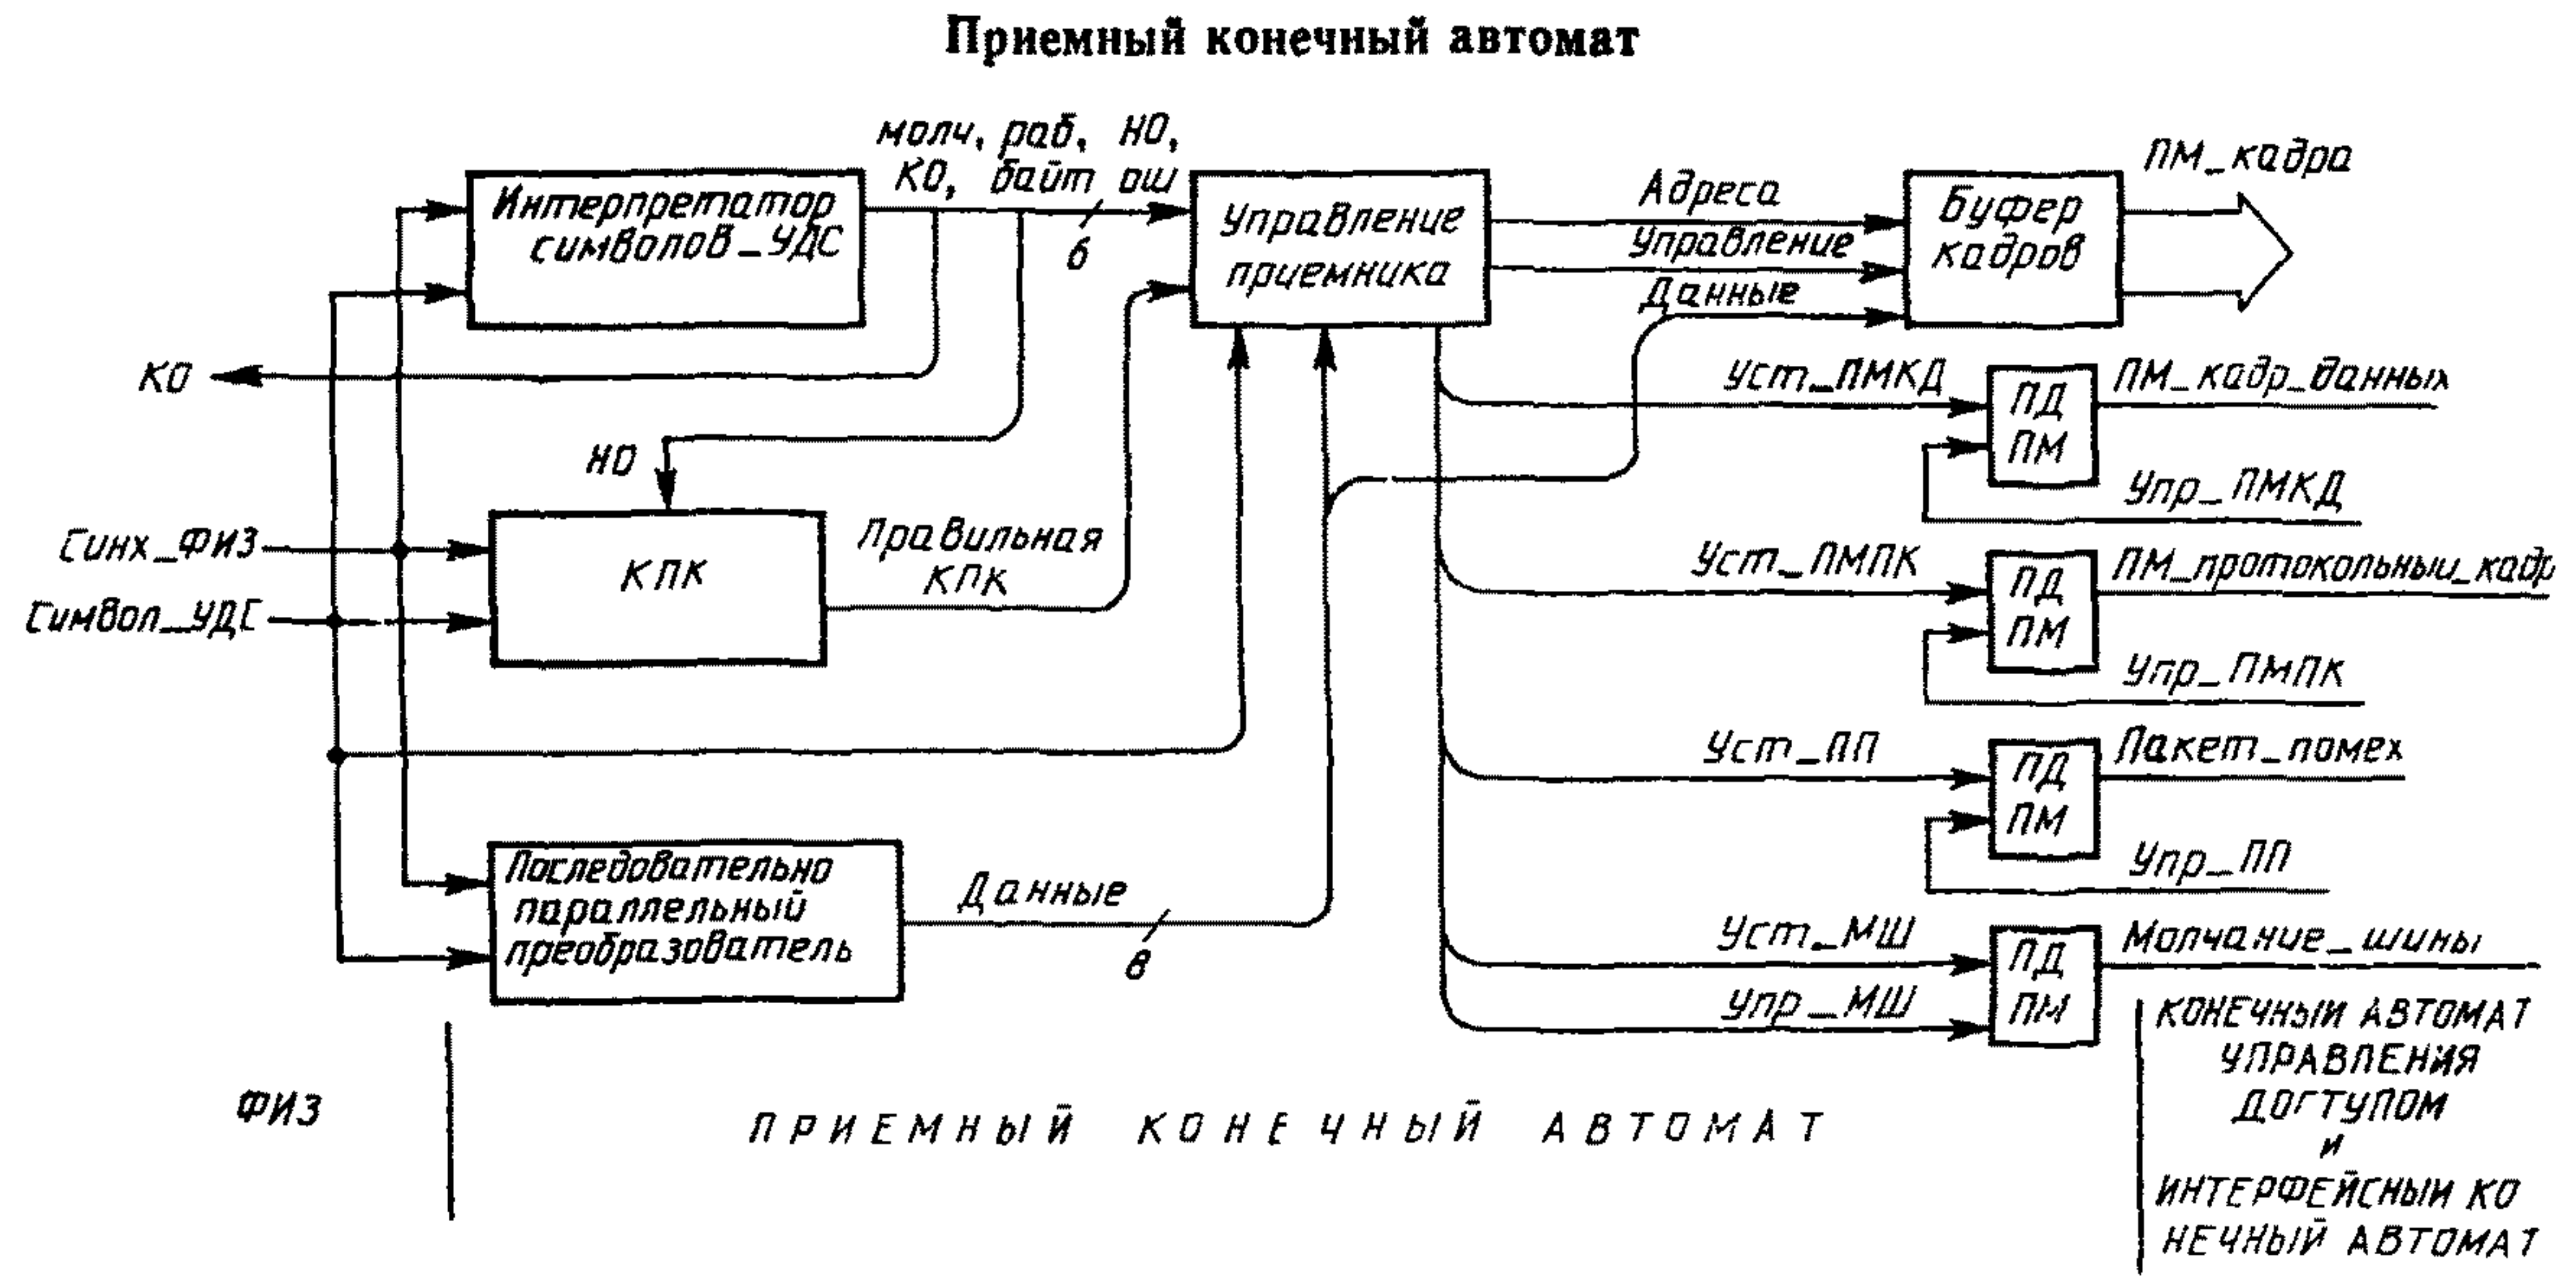 Приемный конечный автомат
молч, раб, НО,
КО, байт ош
6
Интерпретатор
символов_УДС
Управление
приемника
Адреса
Управление
Данные
Буфер
кадров
ПМ_кадра
КО
НО
Синх_ФИЗ
Символ_УДС
КПК
Правильная
КПК
Уст_ПМКД
ПД
ПМ
ПМ_кадр_данных
Упр_ПМКД
Уст_ПМПК
ПД
ПМ
ПМ_протокольный_кадр
Упр_ПМПК
Уст_ПП
ПД
ПМ
Пакет_помех
Упр_ПП
Последовательно
параллельный
преобразователь
Данные
8
Уст_МШ
Упр_МШ
ПД
ПМ
Молчание_шины
ФИЗ
ПРИЕМНЫЙ КОНЕЧНЫЙ АВТОМАТ
КОНЕЧНЫЙ АВТОМАТ
УПРАВЛЕНИЯ
ДОСТУПОМ
И
ИНТЕРФЕЙСНЫЙ КО
НЕЧНЫЙ АВТОМАТ